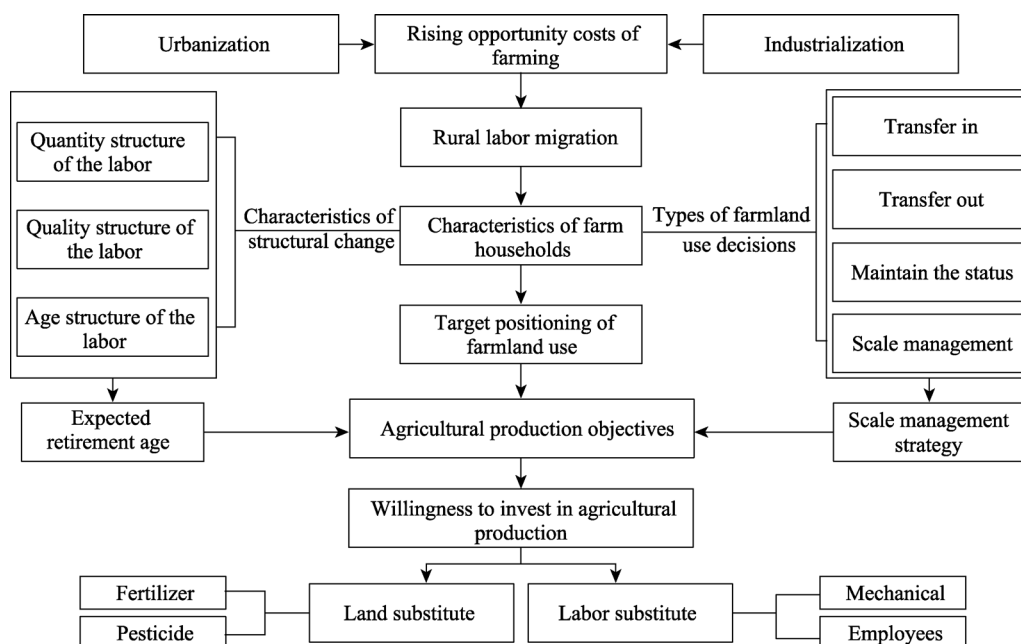 Urbanization
Rising opportunity costs of
farming
Industrialization
Rural labor migration
Quantity structure
of the labor
Quality structure of
the labor
Age structure of the
labor
Characteristics of
structural change
Characteristics of farm
households
Types of farmland
use decisions
Transfer in
Transfer out
Maintain the status
Scale management
Target positioning of
farmland use
Expected
retirement age
Agricultural production objectives
Scale management
strategy
Willingness to invest in agricultural
production
Fertilizer
Pesticide
Land substitute
Labor substitute
Mechanical
Employees